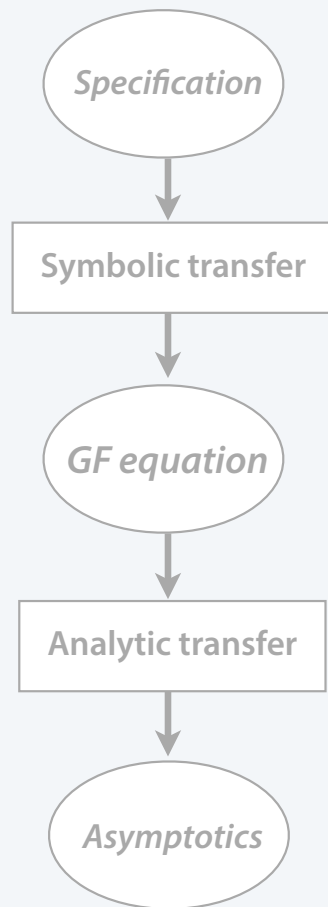 Specification
Symbolic transfer
GF equation
Analytic transfer
Asymptotics